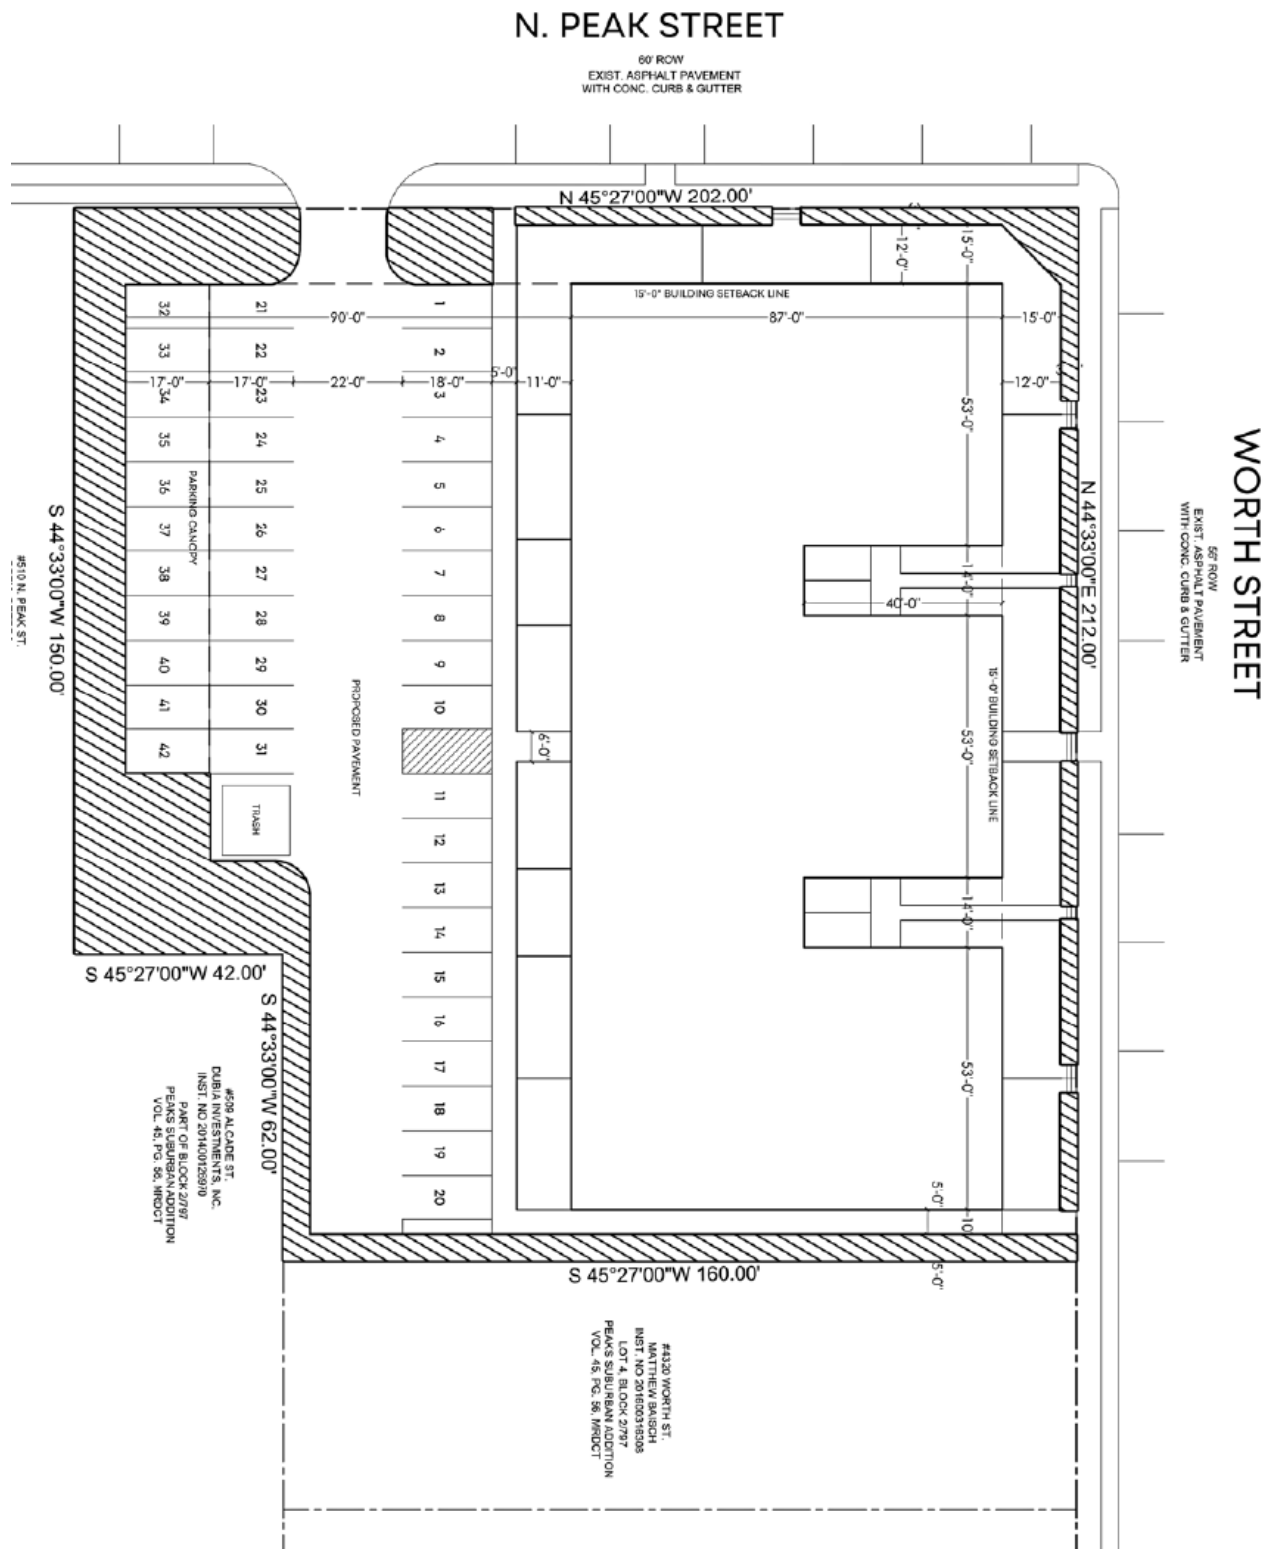 N. PEAK STREET
60' ROW
EXIST. ASPHALT PAVEMENT
WITH CONC. CURB & GUTTER
N 45°27'00"W 202.00'
15'-0"
12'-0"
15'-0" BUILDING SETBACK LINE
90'-0"
87'-0"
15'-0"
17'-0"
17'-0"
22'-0"
18'-0"
5'-0"
11'-0"
12'-0"
32
33
34
35
36
37
38
39
40
41
42
21
22
23
24
25
26
27
28
29
30
31
1
2
3
4
5
6
7
8
9
10
11
12
13
14
15
16
17
18
19
20
PARKING CANOPY
PROPOSED PAVEMENT
TRASH
6'-0"
53'-0"
14'-0"
40'-0"
53'-0"
15'-0" BUILDING SETBACK LINE
14'-0"
53'-0"
5'-0"
10
5'-0"
N 44°33'00"E 212.00'
WORTH STREET
55' ROW
EXIST. ASPHALT PAVEMENT
WITH CONC. CURB & GUTTER
S 44°33'00"W 150.00'
#510 N. PEAK ST.
S 45°27'00"W 42.00'
S 44°33'00"W 62.00'
#509 ALCADE ST.
DUBIA INVESTMENTS, INC.
INST. NO 201400126970
PART OF BLOCK 2/797
PEAKS SUBURBAN ADDITION
VOL. 45, PG. 56, MRDCT
S 45°27'00"W 160.00'
#4320 WORTH ST.
MATTHEW BAISCH
INST. NO 201600316308
LOT 4, BLOCK 2/797
PEAKS SUBURBAN ADDITION
VOL. 45, PG. 56, MRDCT